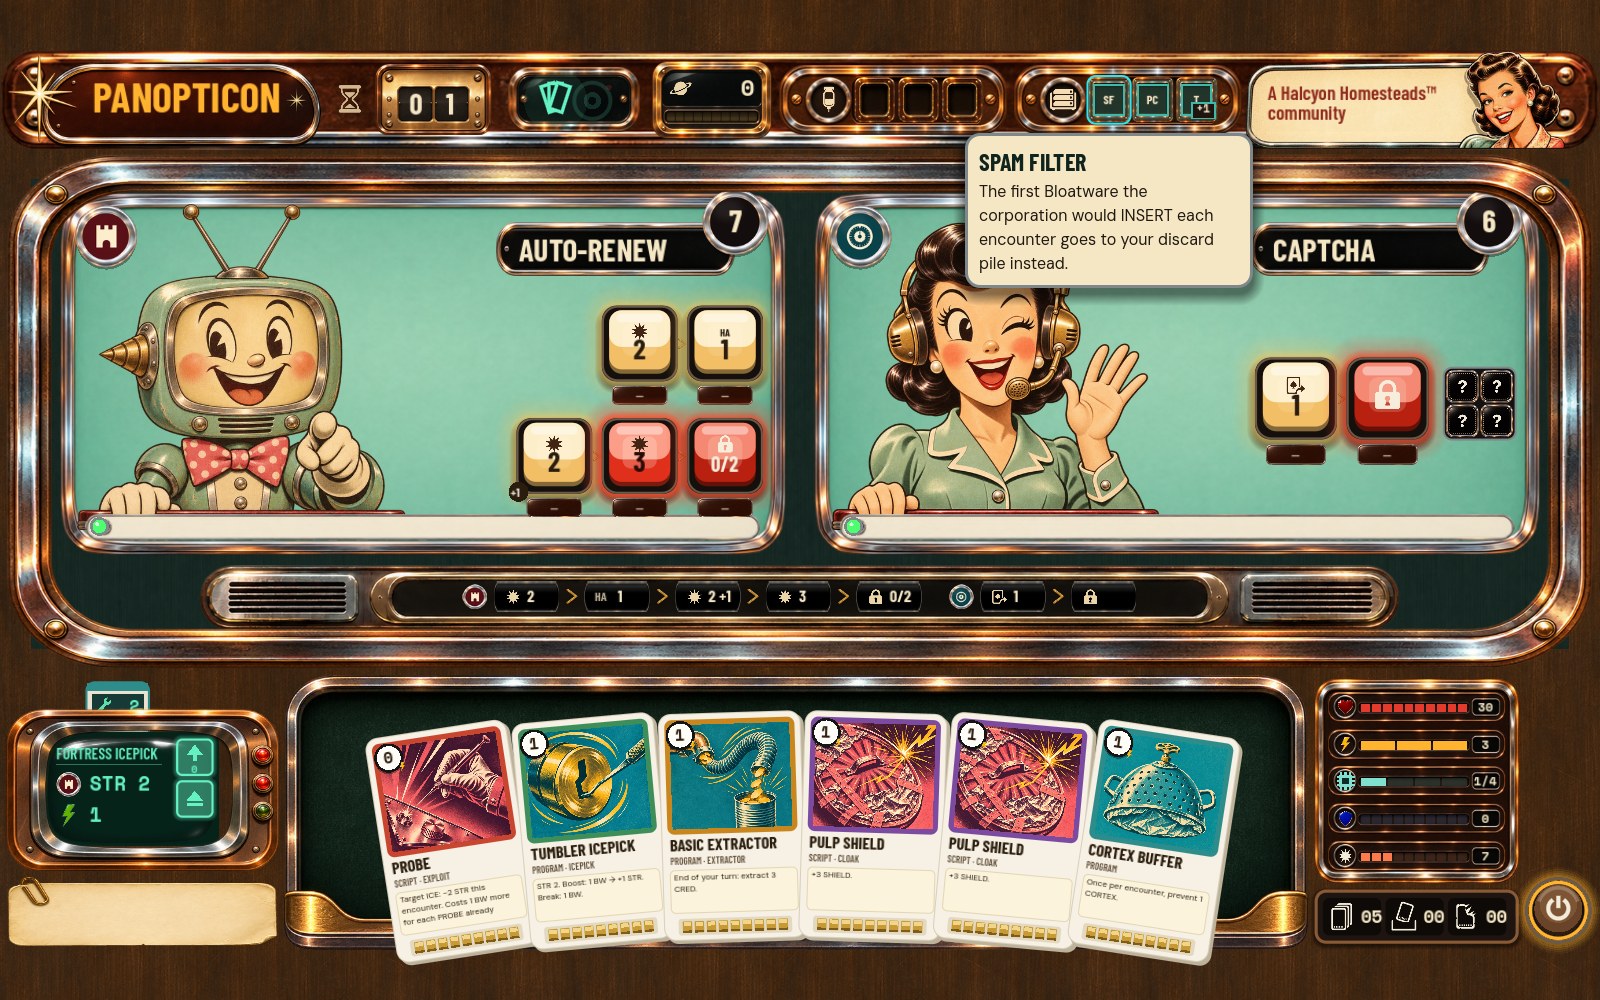 PANOPTICON
0 1
0
SF
PC
T
+1
A Halcyon Homesteads™
community
SPAM FILTER
The first Bloatware the
corporation would INSERT each
encounter goes to your discard
pile instead.
AUTO-RENEW
7
2
HA
1
2
+1
3
0/2
CAPTCHA
6
1
? ?
? ?
2 > HA 1 > 2 +1 > 3 > 0/2
1 >
2
FORTRESS ICEPICK
STR 2
1
0
0
PROBE
SCRIPT · EXPLOIT
Target ICE: -2 STR this
encounter. Costs 1 BW more
for each PROBE already
1
TUMBLER ICEPICK
PROGRAM · ICEPICK
STR 2. Boost: 1 BW → +1 STR.
Break: 1 BW.
1
BASIC EXTRACTOR
PROGRAM · EXTRACTOR
End of your turn: extract 3
CRED.
1
PULP SHIELD
SCRIPT · CLOAK
+3 SHIELD.
1
PULP SHIELD
SCRIPT · CLOAK
+3 SHIELD.
1
CORTEX BUFFER
PROGRAM
Once per encounter, prevent 1
CORTEX.
30
3
1/4
0
7
05 00 00